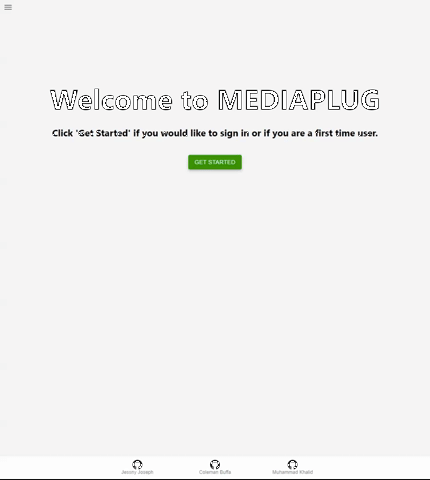 Welcome to MEDIAPLUG
Click 'Get Started' if you would like to sign in or if you are a first time user.
GET STARTED
Jeremy Joseph
Coleman Buffa
Muhammed Khalid